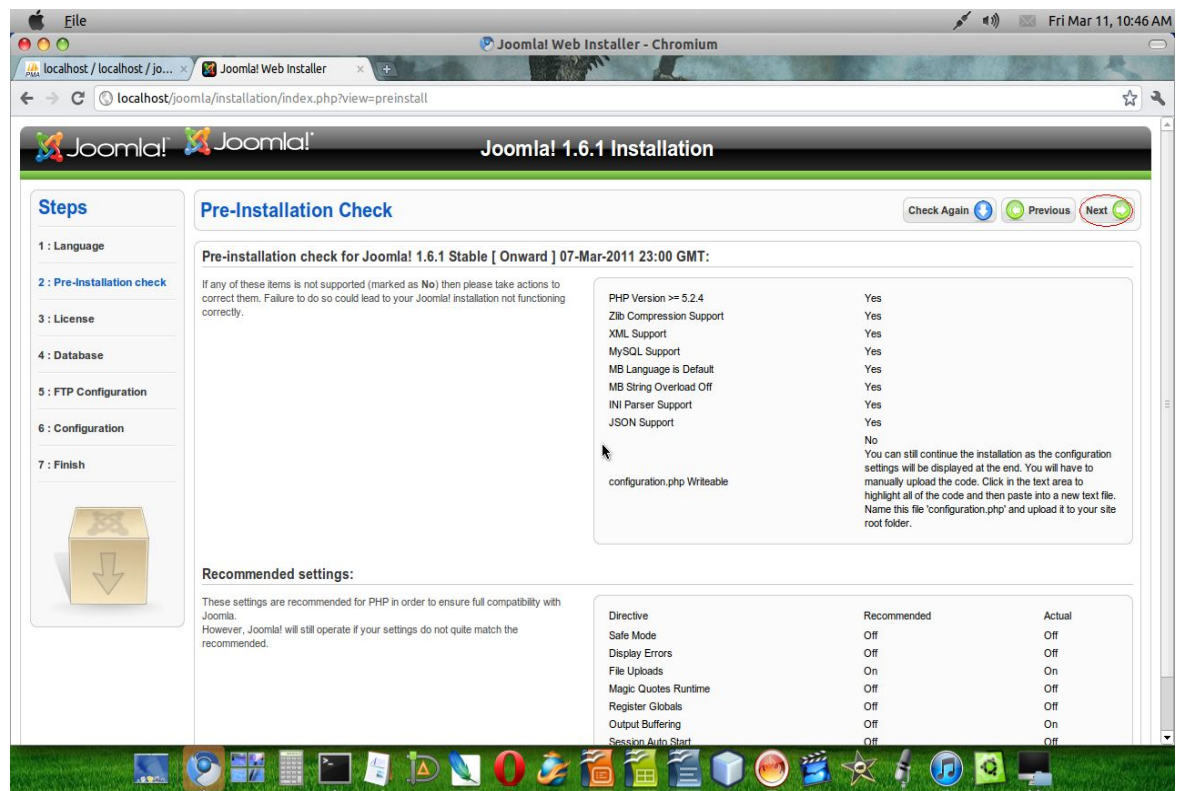 File
Fri Mar 11, 10:46 AM
Joomla! Web Installer - Chromium
PMA localhost / localhost / jo... ×
Joomla! Web Installer ×
localhost/joomla/installation/index.php?view=preinstall
Joomla!™ Joomla!™
Joomla! 1.6.1 Installation
Steps
1 : Language
2 : Pre-Installation check
3 : License
4 : Database
5 : FTP Configuration
6 : Configuration
7 : Finish
Pre-Installation Check
Check Again
Previous
Next
Pre-installation check for Joomla! 1.6.1 Stable [ Onward ] 07-Mar-2011 23:00 GMT:
If any of these items is not supported (marked as No) then please take actions to
correct them. Failure to do so could lead to your Joomla! installation not functioning
correctly.
PHP Version >= 5.2.4 Yes
Zlib Compression Support Yes
XML Support Yes
MySQL Support Yes
MB Language is Default Yes
MB String Overload Off Yes
INI Parser Support Yes
JSON Support Yes
configuration.php Writeable
No
You can still continue the installation as the configuration
settings will be displayed at the end. You will have to
manually upload the code. Click in the text area to
highlight all of the code and then paste into a new text file.
Name this file 'configuration.php' and upload it to your site
root folder.
Recommended settings:
These settings are recommended for PHP in order to ensure full compatibility with
Joomla.
However, Joomla! will still operate if your settings do not quite match the
recommended.
Directive Recommended Actual
Safe Mode Off Off
Display Errors Off Off
File Uploads On On
Magic Quotes Runtime Off Off
Register Globals Off Off
Output Buffering Off On
Session Auto Start Off Off